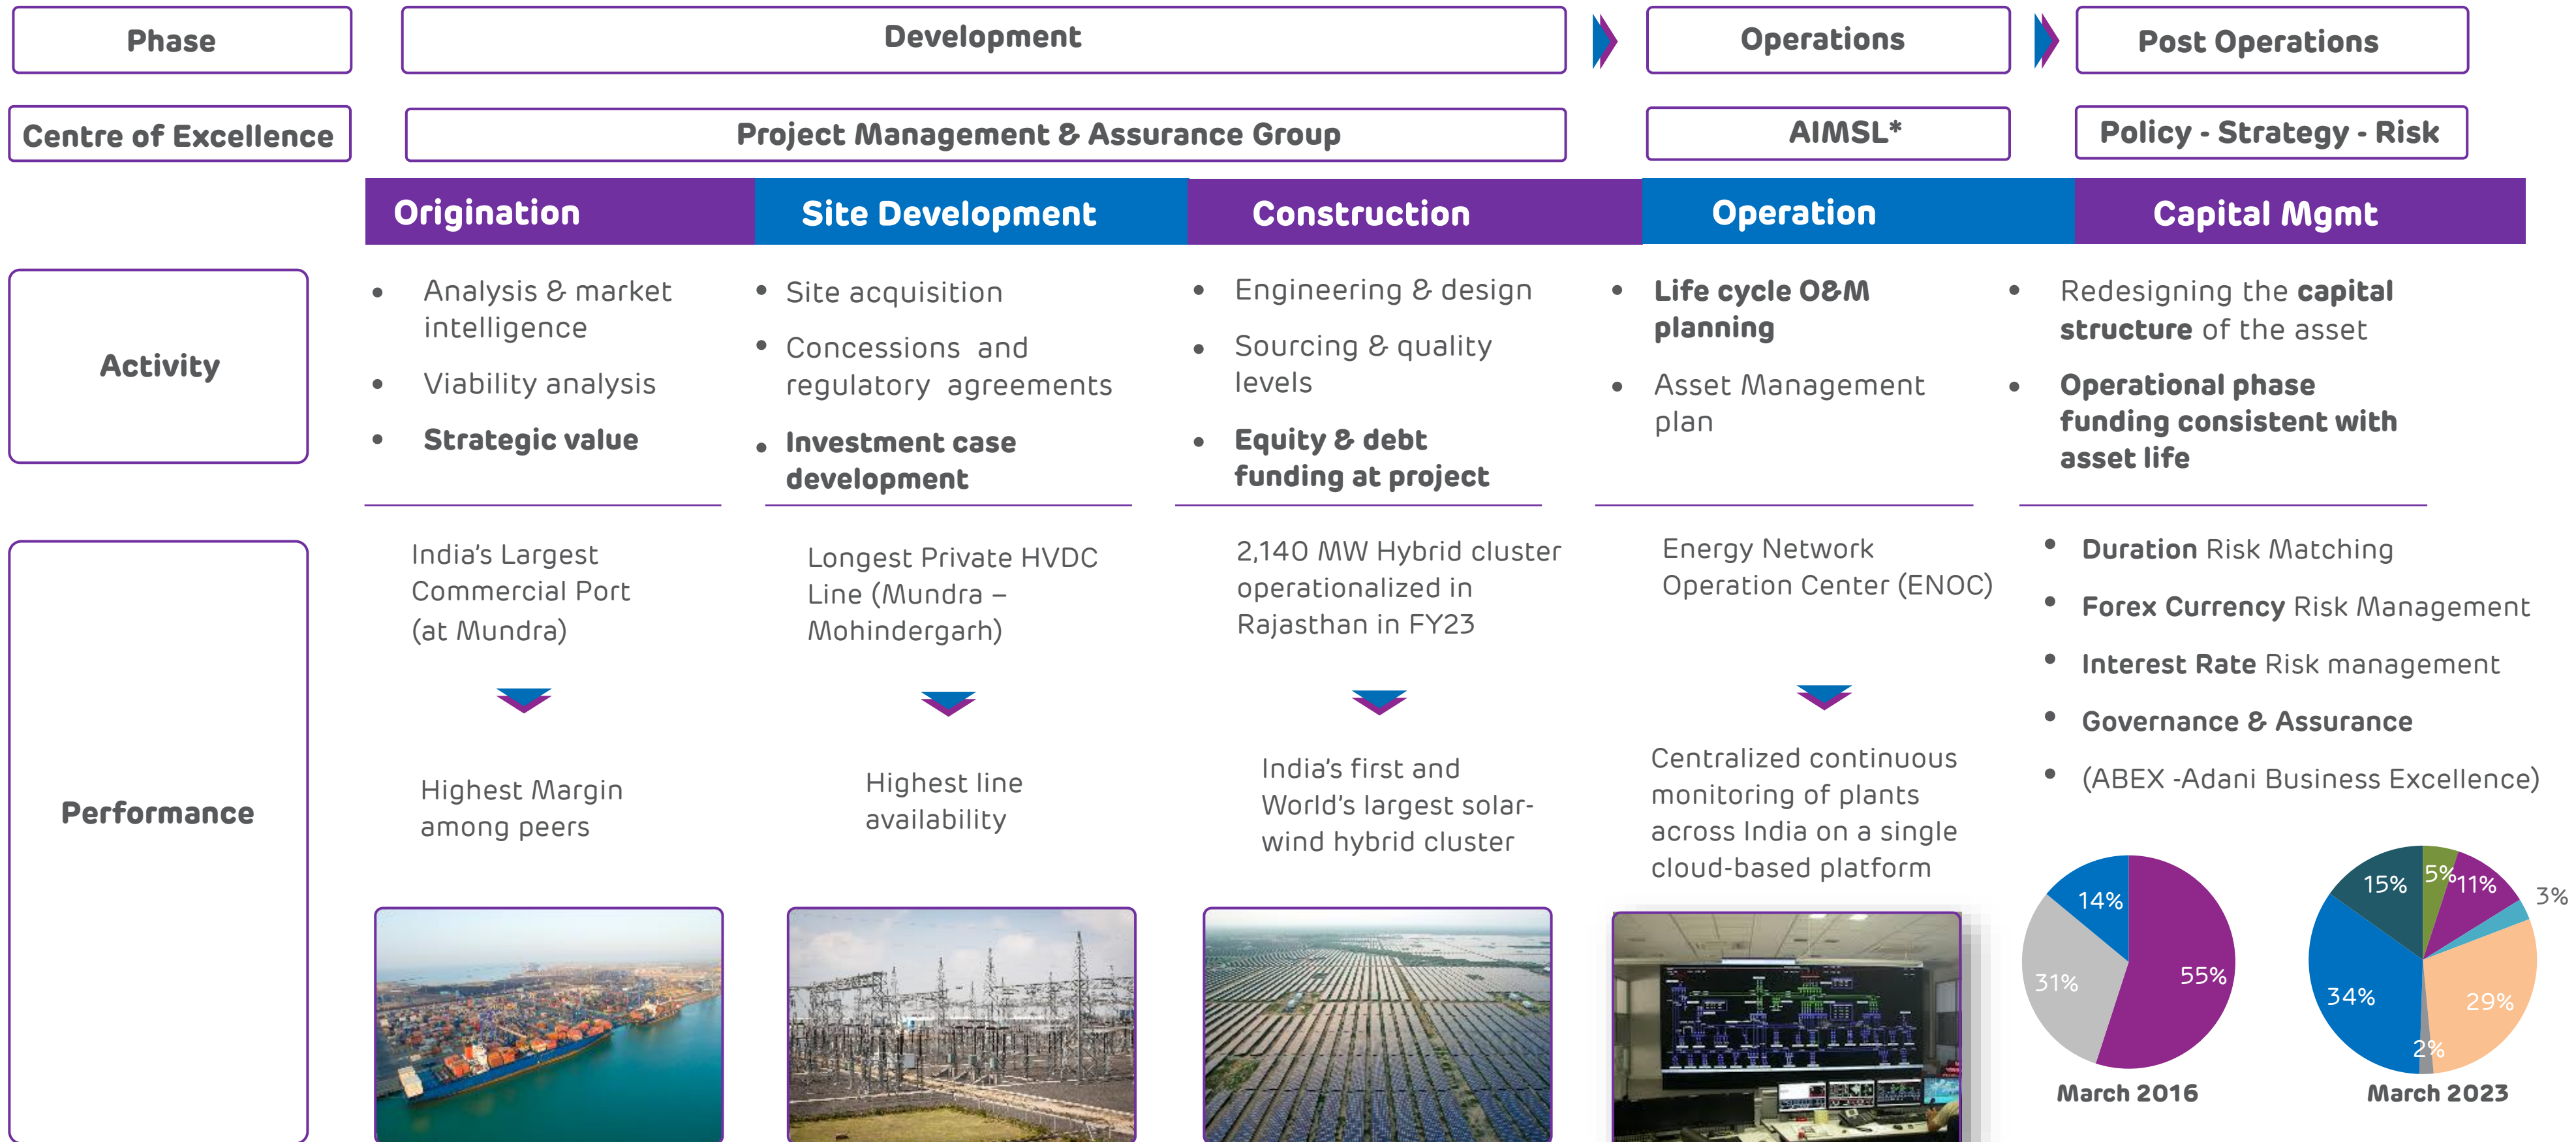 Phase
Development
Operations
Post Operations
Centre of Excellence
Project Management & Assurance Group
AIMSL*
Policy - Strategy - Risk
Origination
Site Development
Construction
Operation
Capital Mgmt
Activity
• Analysis & market
intelligence
• Viability analysis
• Strategic value
• Site acquisition
• Concessions and
regulatory agreements
• Investment case
development
• Engineering & design
• Sourcing & quality
levels
• Equity & debt
funding at project
• Life cycle O&M
planning
• Asset Management
plan
• Redesigning the capital
structure of the asset
• Operational phase
funding consistent with
asset life
Performance
India's Largest
Commercial Port
(at Mundra)
Highest Margin
among peers
Longest Private HVDC
Line (Mundra –
Mohindergarh)
Highest line
availability
2,140 MW Hybrid cluster
operationalized in
Rajasthan in FY23
India's first and
World's largest solar-
wind hybrid cluster
Energy Network
Operation Center (ENOC)
Centralized continuous
monitoring of plants
across India on a single
cloud-based platform
• Duration Risk Matching
• Forex Currency Risk Management
• Interest Rate Risk management
• Governance & Assurance
• (ABEX -Adani Business Excellence)
14%
31%
55%
March 2016
15%
5%
11%
3%
34%
29%
2%
March 2023